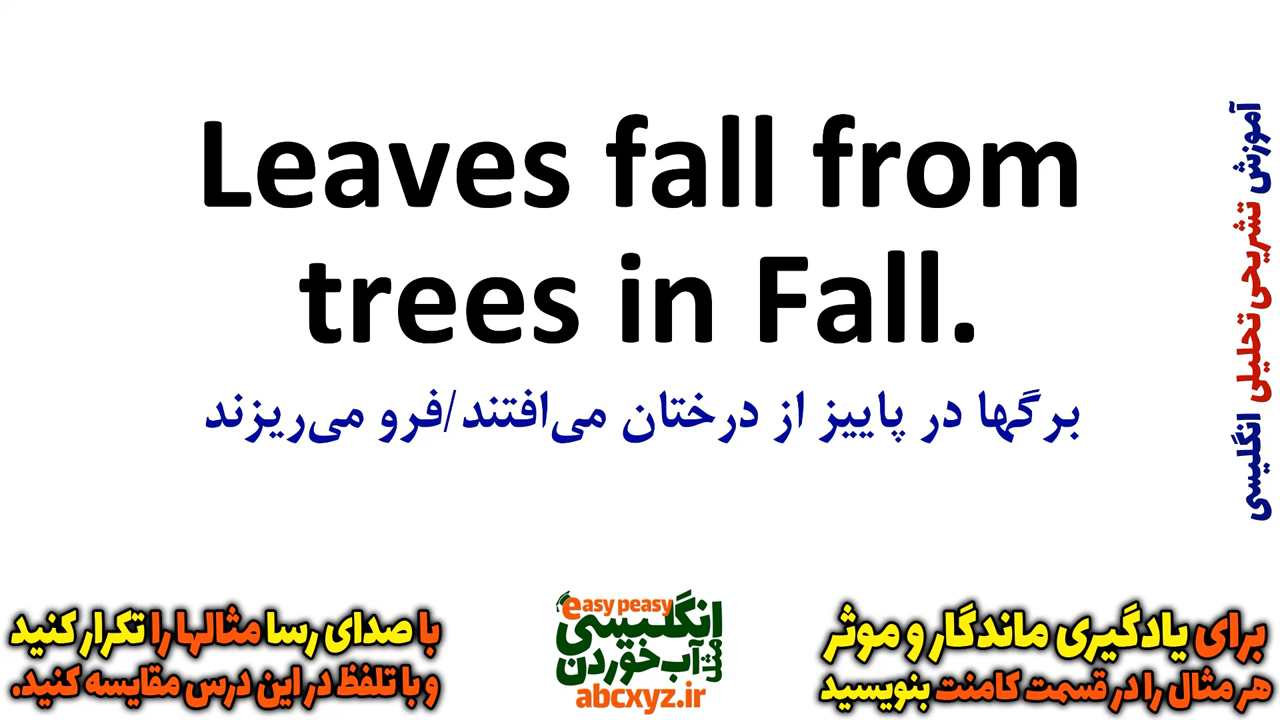 Leaves fall from
trees in Fall.
برگها در پاییز از درختان می‌افتند/فرو می‌ریزند
آموزش تشریحی تحلیلی انگلیسی
با صدای رسا مثالها را تکرار کنید
و با تلفظ در این درس مقایسه کنید.
easy peasy
انگلیسی
مثل آب خوردن
abcxyz.ir
برای یادگیری ماندگار و موثر
هر مثال را در قسمت کامنت بنویسید